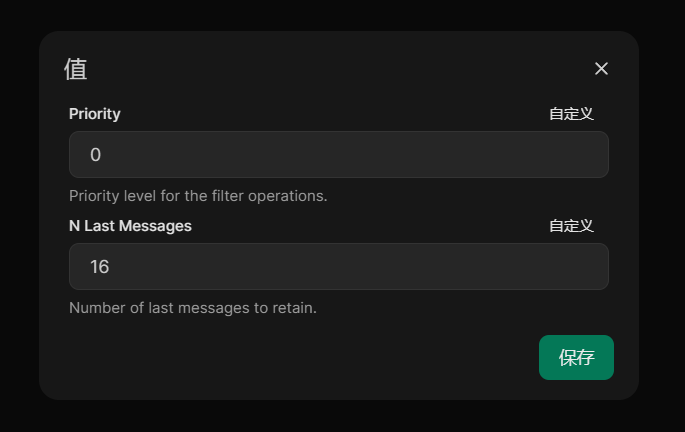 值
Priority 自定义
0
Priority level for the filter operations.
N Last Messages 自定义
16
Number of last messages to retain.
保存